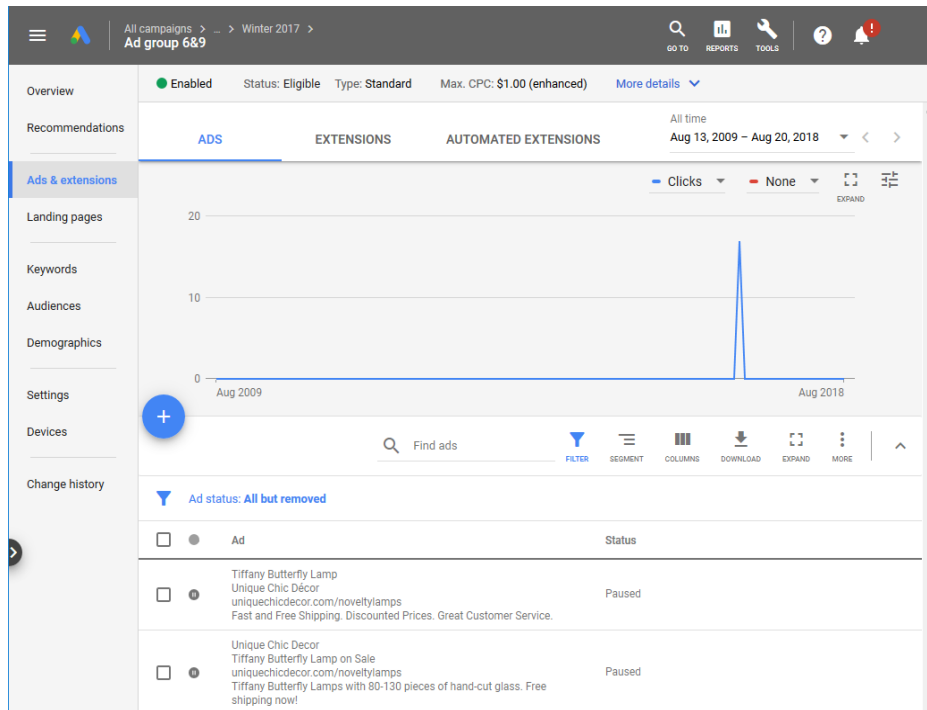 All campaigns > … > Winter 2017 >
Ad group 6&9
GO TO
REPORTS
TOOLS
?
!
Overview
Recommendations
Ads & extensions
Landing pages
Keywords
Audiences
Demographics
Settings
Devices
Change history
Enabled Status: Eligible Type: Standard Max. CPC: $1.00 (enhanced) More details
ADS EXTENSIONS AUTOMATED EXTENSIONS
All time
Aug 13, 2009 – Aug 20, 2018
Clicks None
EXPAND
20
10
0
Aug 2009 Aug 2018
+
Find ads
FILTER SEGMENT COLUMNS DOWNLOAD EXPAND MORE
Ad status: All but removed
Ad Status
Tiffany Butterfly Lamp
Unique Chic Décor
uniquechicdecor.com/noveltylamps
Fast and Free Shipping. Discounted Prices. Great Customer Service.
Paused
Unique Chic Decor
Tiffany Butterfly Lamp on Sale
uniquechicdecor.com/noveltylamps
Tiffany Butterfly Lamps with 80-130 pieces of hand-cut glass. Free
shipping now!
Paused